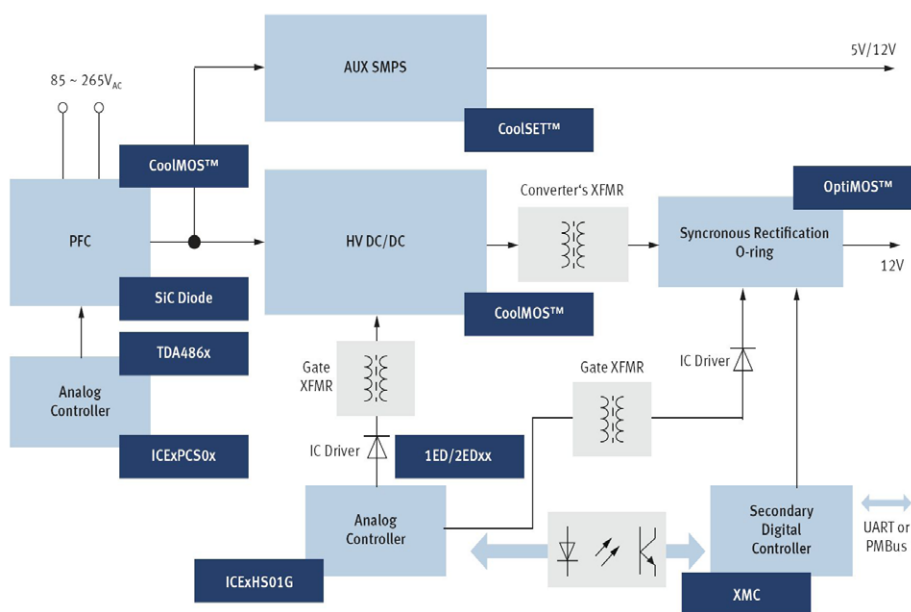 AUX SMPS
5V/12V
85 ~ 265VAC
CoolSET™
CoolMOS™
Converter's XFMR
OptiMOS™
PFC
HV DC/DC
Syncronous Rectification
O-ring
12V
SiC Diode
CoolMOS™
TDA486x
Gate
XFMR
Gate XFMR
IC Driver
Analog
Controller
ICExPCS0x
IC Driver
1ED/2EDxx
Analog
Controller
Secondary
Digital
Controller
UART or
PMBus
ICExHS01G
XMC